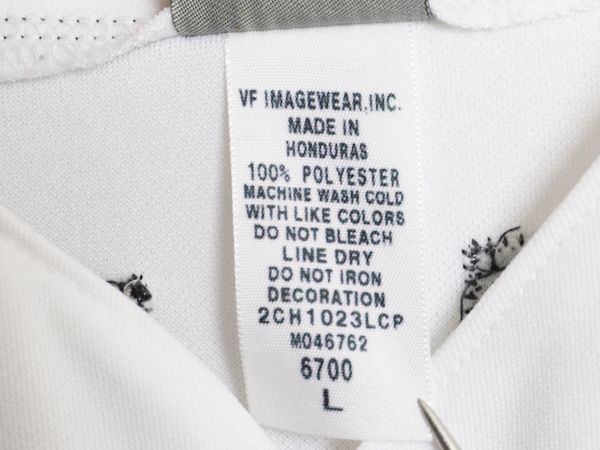 VF IMAGEWEAR,INC.
MADE IN
HONDURAS
100% POLYESTER
MACHINE WASH COLD
WITH LIKE COLORS
DO NOT BLEACH
LINE DRY
DO NOT IRON
DECORATION
2CH1023LCP
M046762
6700
L